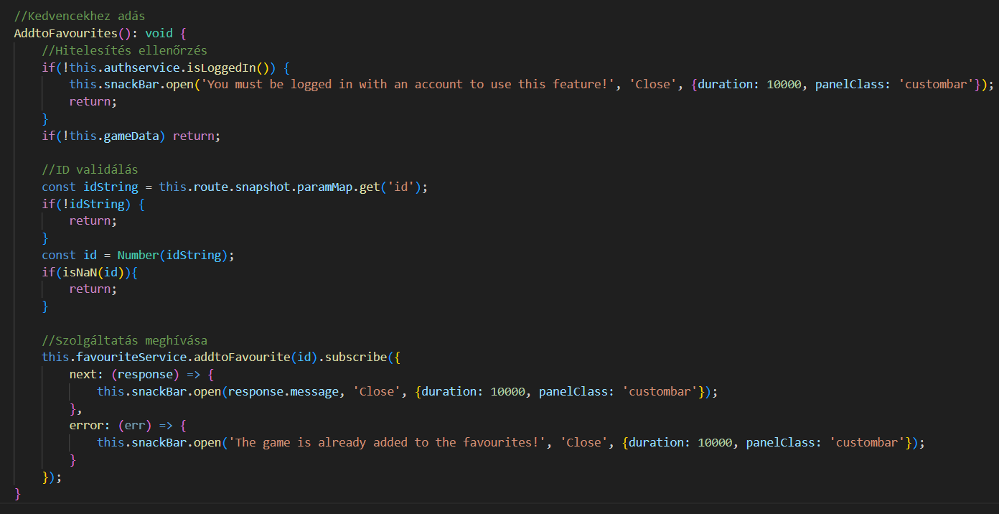 //Kedvencekhez adás
AddtoFavourites(): void {
    //Hitelesítés ellenőrzés
    if(!this.authservice.isLoggedIn()) {
        this.snackBar.open('You must be logged in with an account to use this feature!', 'Close', {duration: 10000, panelClass: 'custombar'});
        return;
    }
    if(!this.gameData) return;

    //ID validálás
    const idString = this.route.snapshot.paramMap.get('id');
    if(!idString) {
        return;
    }
    const id = Number(idString);
    if(isNaN(id)){
        return;
    }

    //Szolgáltatás meghívása
    this.favouriteService.addtoFavourite(id).subscribe({
        next: (response) => {
            this.snackBar.open(response.message, 'Close', {duration: 10000, panelClass: 'custombar'});
        },
        error: (err) => {
            this.snackBar.open('The game is already added to the favourites!', 'Close', {duration: 10000, panelClass: 'custombar'});
        }
    });
}